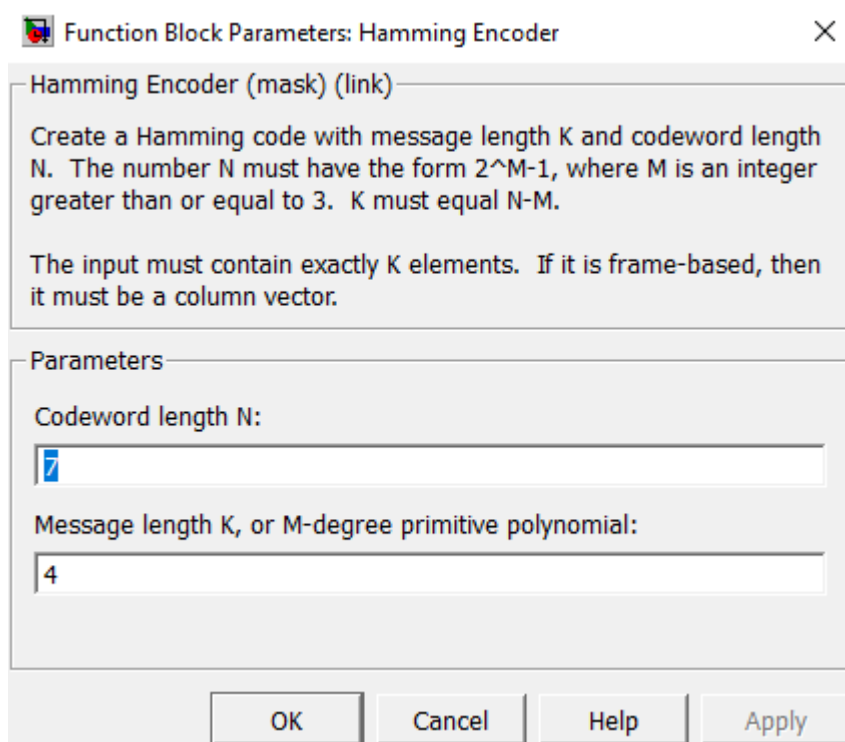 Function Block Parameters: Hamming Encoder
Hamming Encoder (mask) (link)
Create a Hamming code with message length K and codeword length
N. The number N must have the form 2^M-1, where M is an integer
greater than or equal to 3. K must equal N-M.
The input must contain exactly K elements. If it is frame-based, then
it must be a column vector.
Parameters
Codeword length N:
7
Message length K, or M-degree primitive polynomial:
4
OK Cancel Help Apply